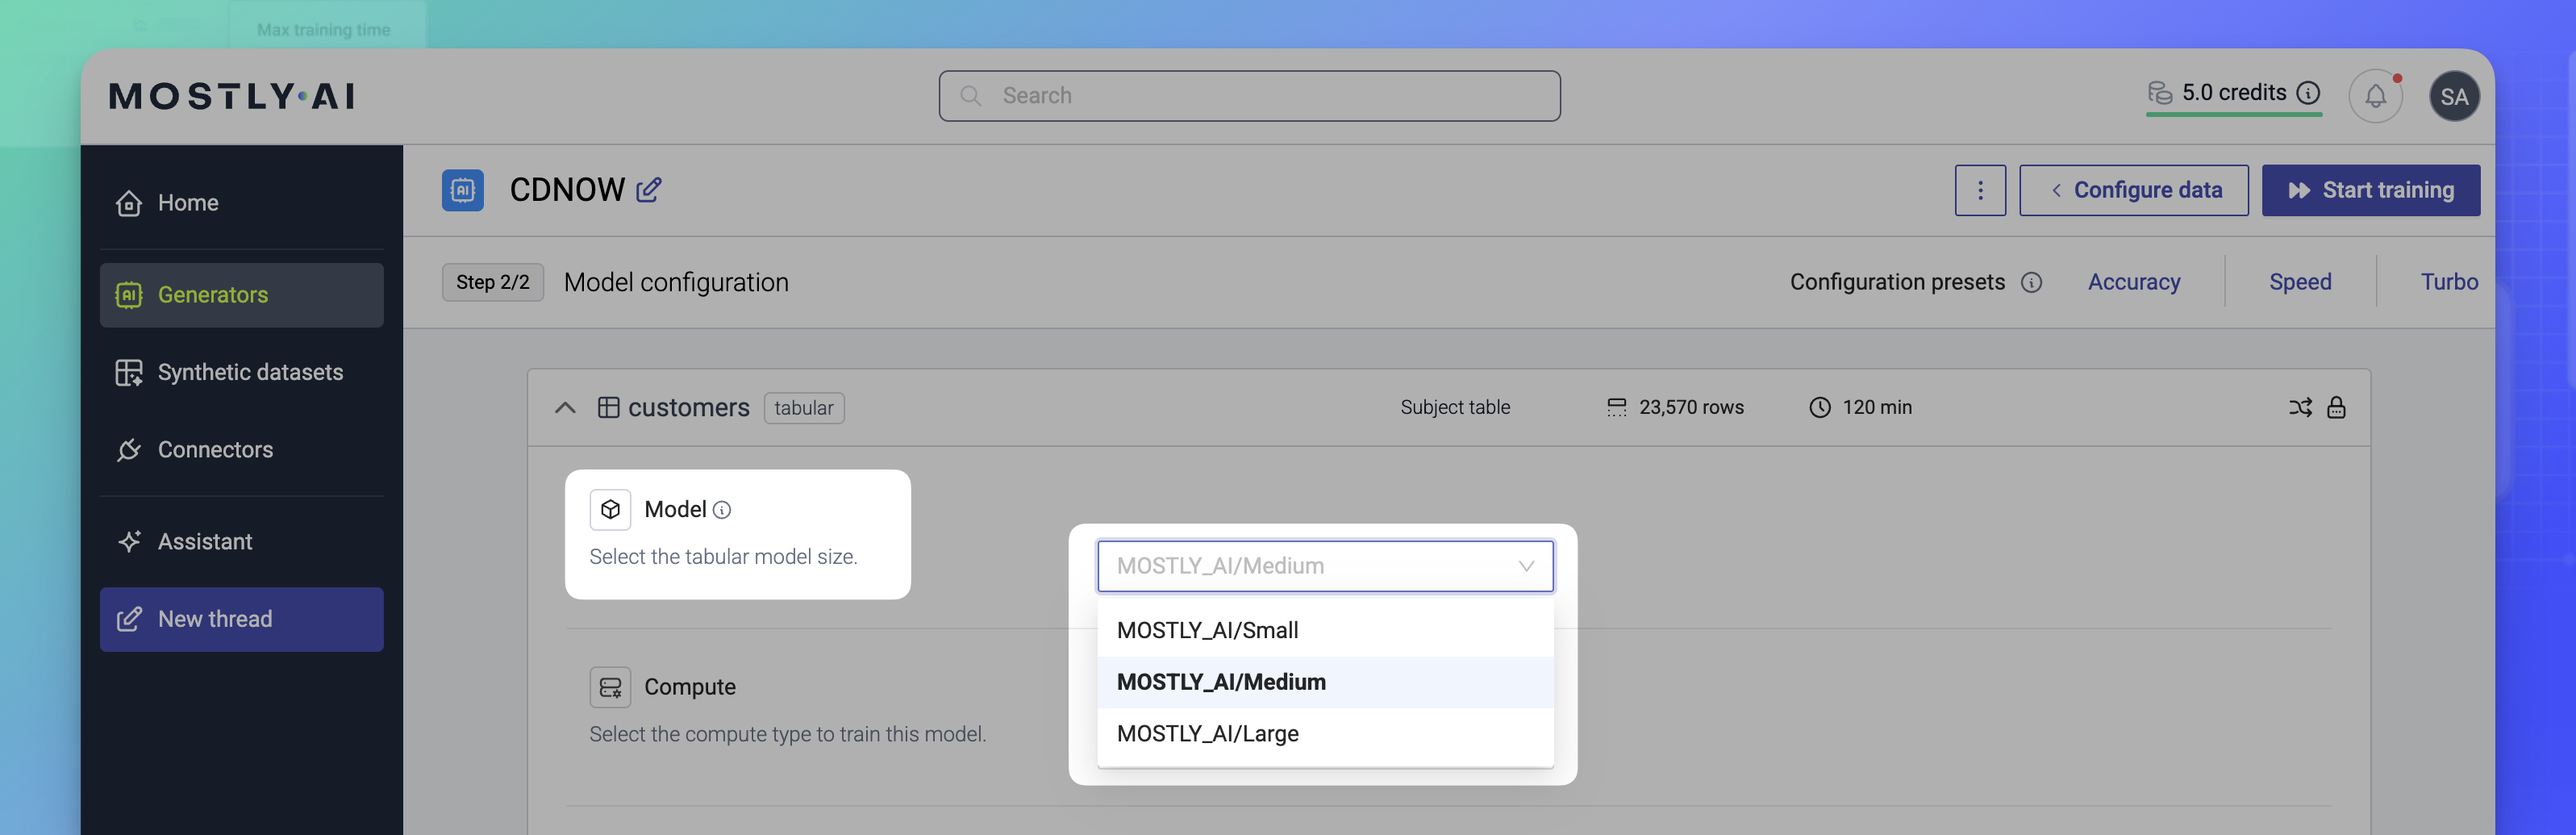 Max training time
MOSTLY AI
Search
5.0 credits
SA
Home
Generators
Synthetic datasets
Connectors
Assistant
New thread
CDNOW
Configure data
Start training
Step 2/2
Model configuration
Configuration presets
Accuracy
Speed
Turbo
customers
tabular
Subject table
23,570 rows
120 min
Model
Select the tabular model size.
MOSTLY_AI/Medium
MOSTLY_AI/Small
MOSTLY_AI/Medium
MOSTLY_AI/Large
Compute
Select the compute type to train this model.